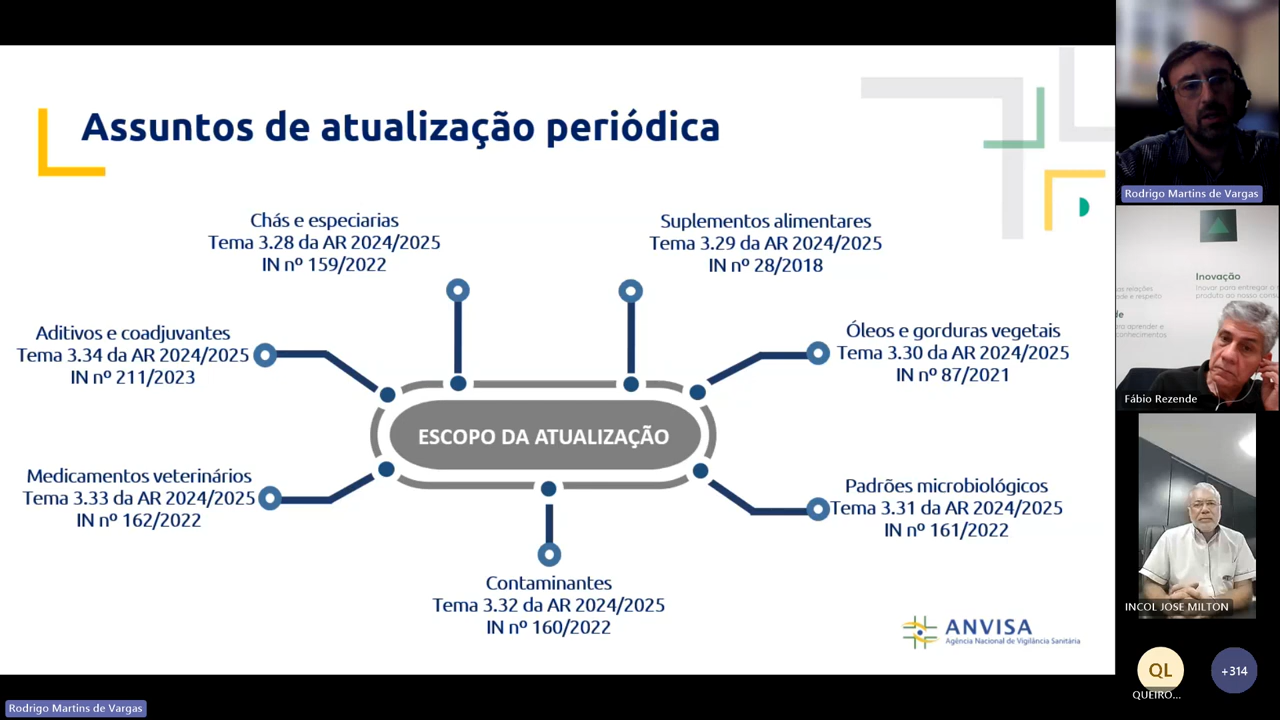 Assuntos de atualização periódica
Chás e especiarias
Tema 3.28 da AR 2024/2025
IN nº 159/2022
Suplementos alimentares
Tema 3.29 da AR 2024/2025
IN nº 28/2018
Aditivos e coadjuvantes
Tema 3.34 da AR 2024/2025
IN nº 211/2023
Óleos e gorduras vegetais
Tema 3.30 da AR 2024/2025
IN nº 87/2021
ESCOPO DA ATUALIZAÇÃO
Medicamentos veterinários
Tema 3.33 da AR 2024/2025
IN nº 162/2022
Padrões microbiológicos
Tema 3.31 da AR 2024/2025
IN nº 161/2022
Contaminantes
Tema 3.32 da AR 2024/2025
IN nº 160/2022
ANVISA
Agência Nacional de Vigilância Sanitária
Rodrigo Martins de Vargas
Inovação
Fábio Rezende
INCOL JOSE MILTON
QL
QUEIRO...
+314
Rodrigo Martins de Vargas